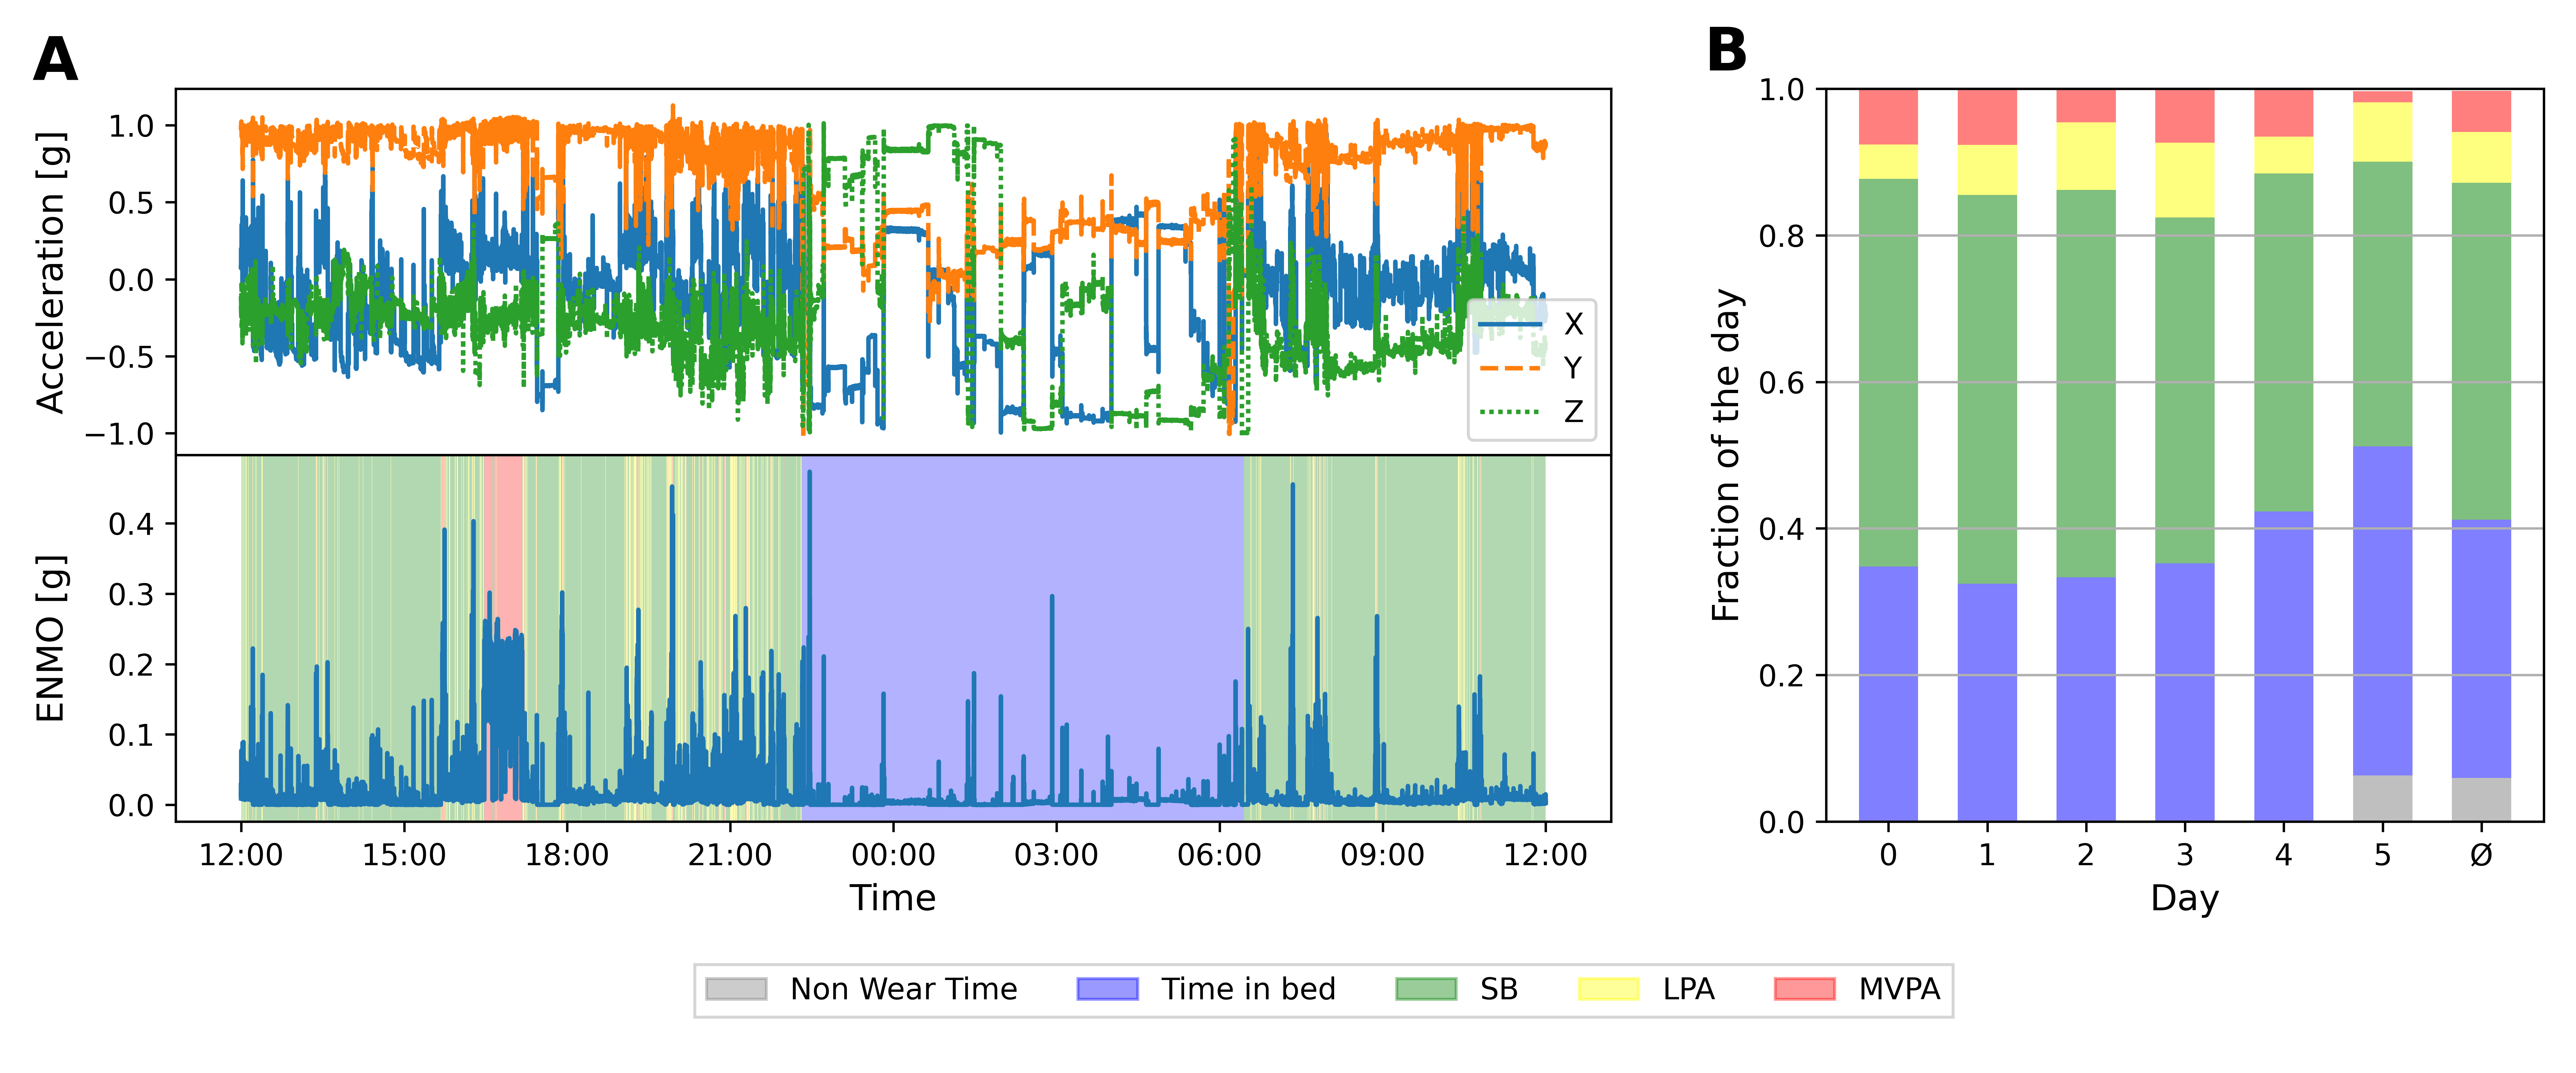 A
Acceleration [g]
1.0
0.5
0.0
−0.5
−1.0
X
Y
Z
ENMO [g]
0.4
0.3
0.2
0.1
0.0
12:00 15:00 18:00 21:00 00:00 03:00 06:00 09:00 12:00
Time
B
Fraction of the day
1.0
0.8
0.6
0.4
0.2
0.0
0 1 2 3 4 5 Ø
Day
Non Wear Time Time in bed SB LPA MVPA